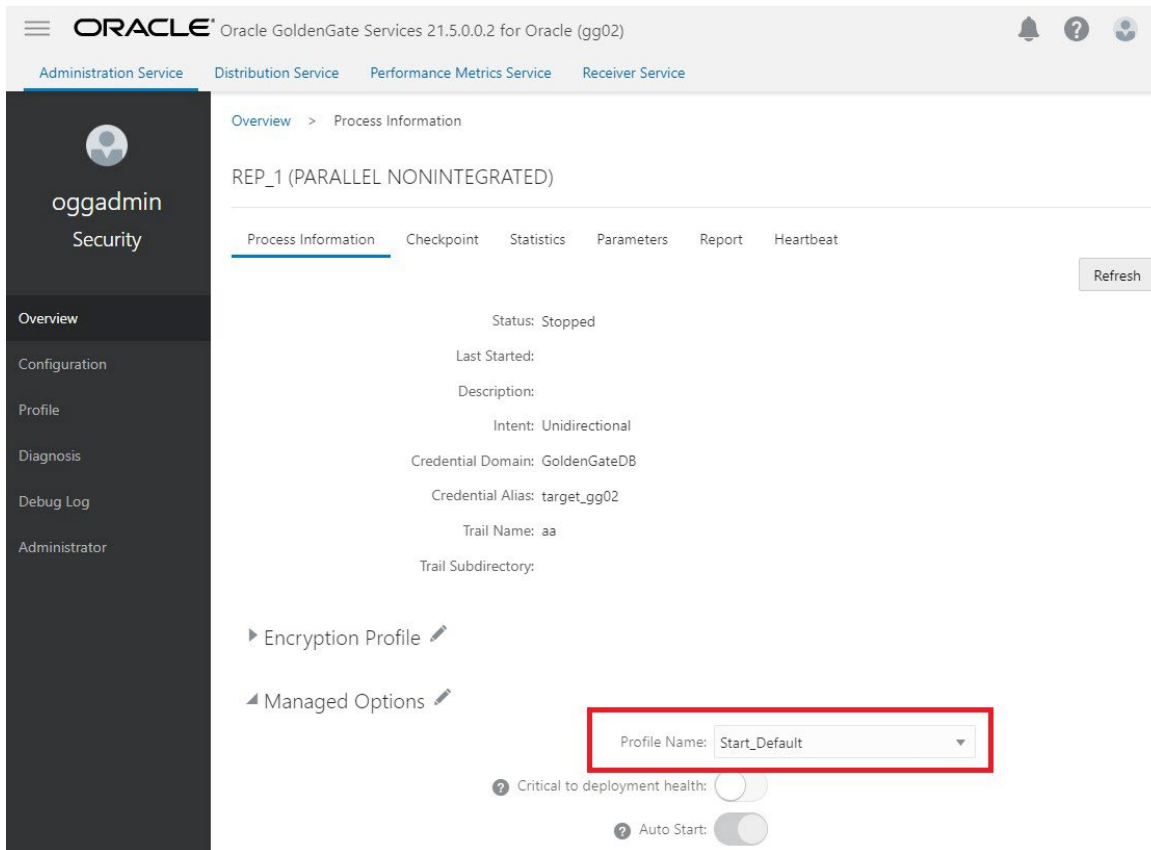 ORACLE® Oracle GoldenGate Services 21.5.0.0.2 for Oracle (gg02)
Administration Service Distribution Service Performance Metrics Service Receiver Service
oggadmin
Security
Overview
Configuration
Profile
Diagnosis
Debug Log
Administrator
Overview > Process Information
REP_1 (PARALLEL NONINTEGRATED)
Process Information Checkpoint Statistics Parameters Report Heartbeat
Refresh
Status: Stopped
Last Started:
Description:
Intent: Unidirectional
Credential Domain: GoldenGateDB
Credential Alias: target_gg02
Trail Name: aa
Trail Subdirectory:
Encryption Profile
Managed Options
Profile Name: Start_Default
Critical to deployment health:
Auto Start: